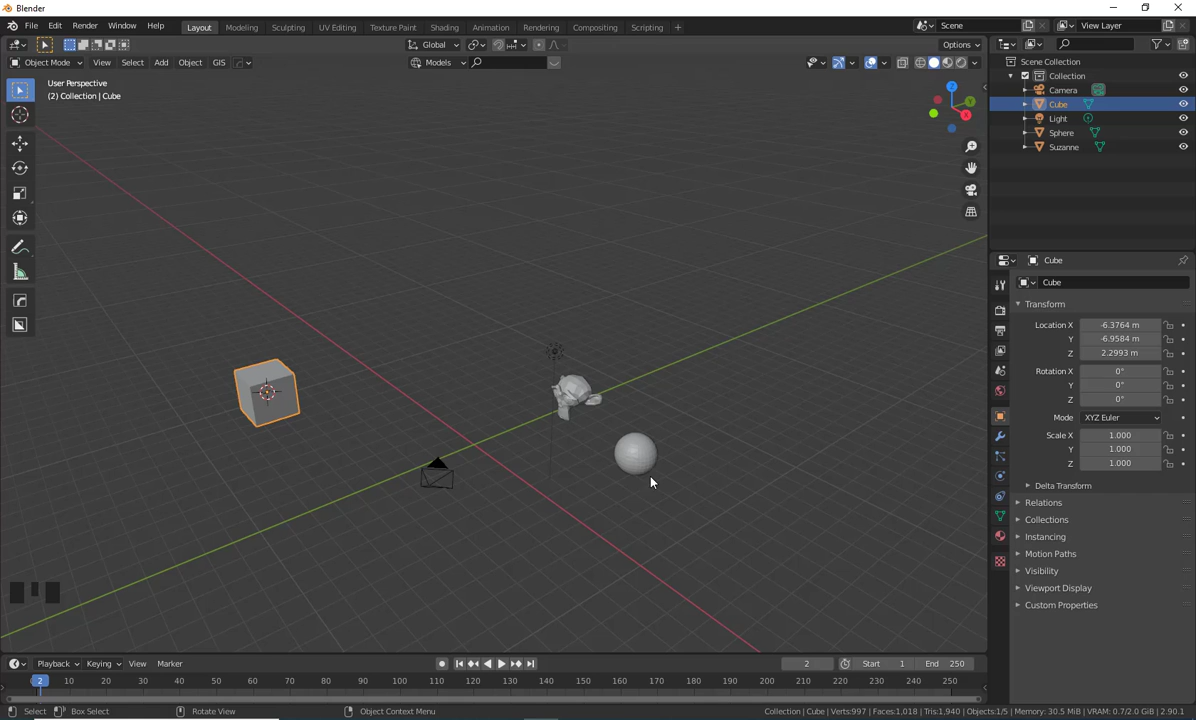 Blender
File Edit Render Window Help Layout Modeling Sculpting UV Editing Texture Paint Shading Animation Rendering Compositing Scripting + Scene View Layer
Global Options
Object Mode View Select Add Object GIS Models
User Perspective
(2) Collection | Cube
Z
Y
X
Scene Collection
Collection
Camera
Cube
Light
Sphere
Suzanne
Cube
Cube
Transform
Location X -6.3764 m
Y -6.9584 m
Z 2.2993 m
Rotation X 0°
Y 0°
Z 0°
Mode XYZ Euler
Scale X 1.000
Y 1.000
Z 1.000
Delta Transform
Relations
Collections
Instancing
Motion Paths
Visibility
Viewport Display
Custom Properties
Playback Keying View Marker 2 Start 1 End 250
2 10 20 30 40 50 60 70 80 90 100 110 120 130 140 150 160 170 180 190 200 210 220 230 240 250
Select Box Select Rotate View Object Context Menu Collection | Cube | Verts:997 | Faces:1,018 | Tris:1,940 | Objects:1/5 | Memory: 30.5 MiB | VRAM: 0.7/2.0 GiB | 2.90.1